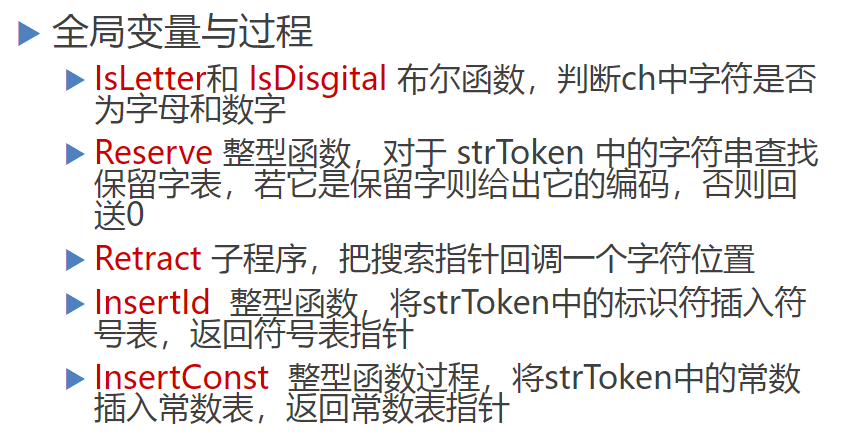 全局变量与过程
IsLetter和 IsDisgital 布尔函数，判断ch中字符是否
为字母和数字
Reserve 整型函数，对于 strToken 中的字符串查找
保留字表，若它是保留字则给出它的编码，否则回
送0
Retract 子程序，把搜索指针回调一个字符位置
InsertId 整型函数，将strToken中的标识符插入符
号表，返回符号表指针
InsertConst 整型函数过程，将strToken中的常数
插入常数表，返回常数表指针